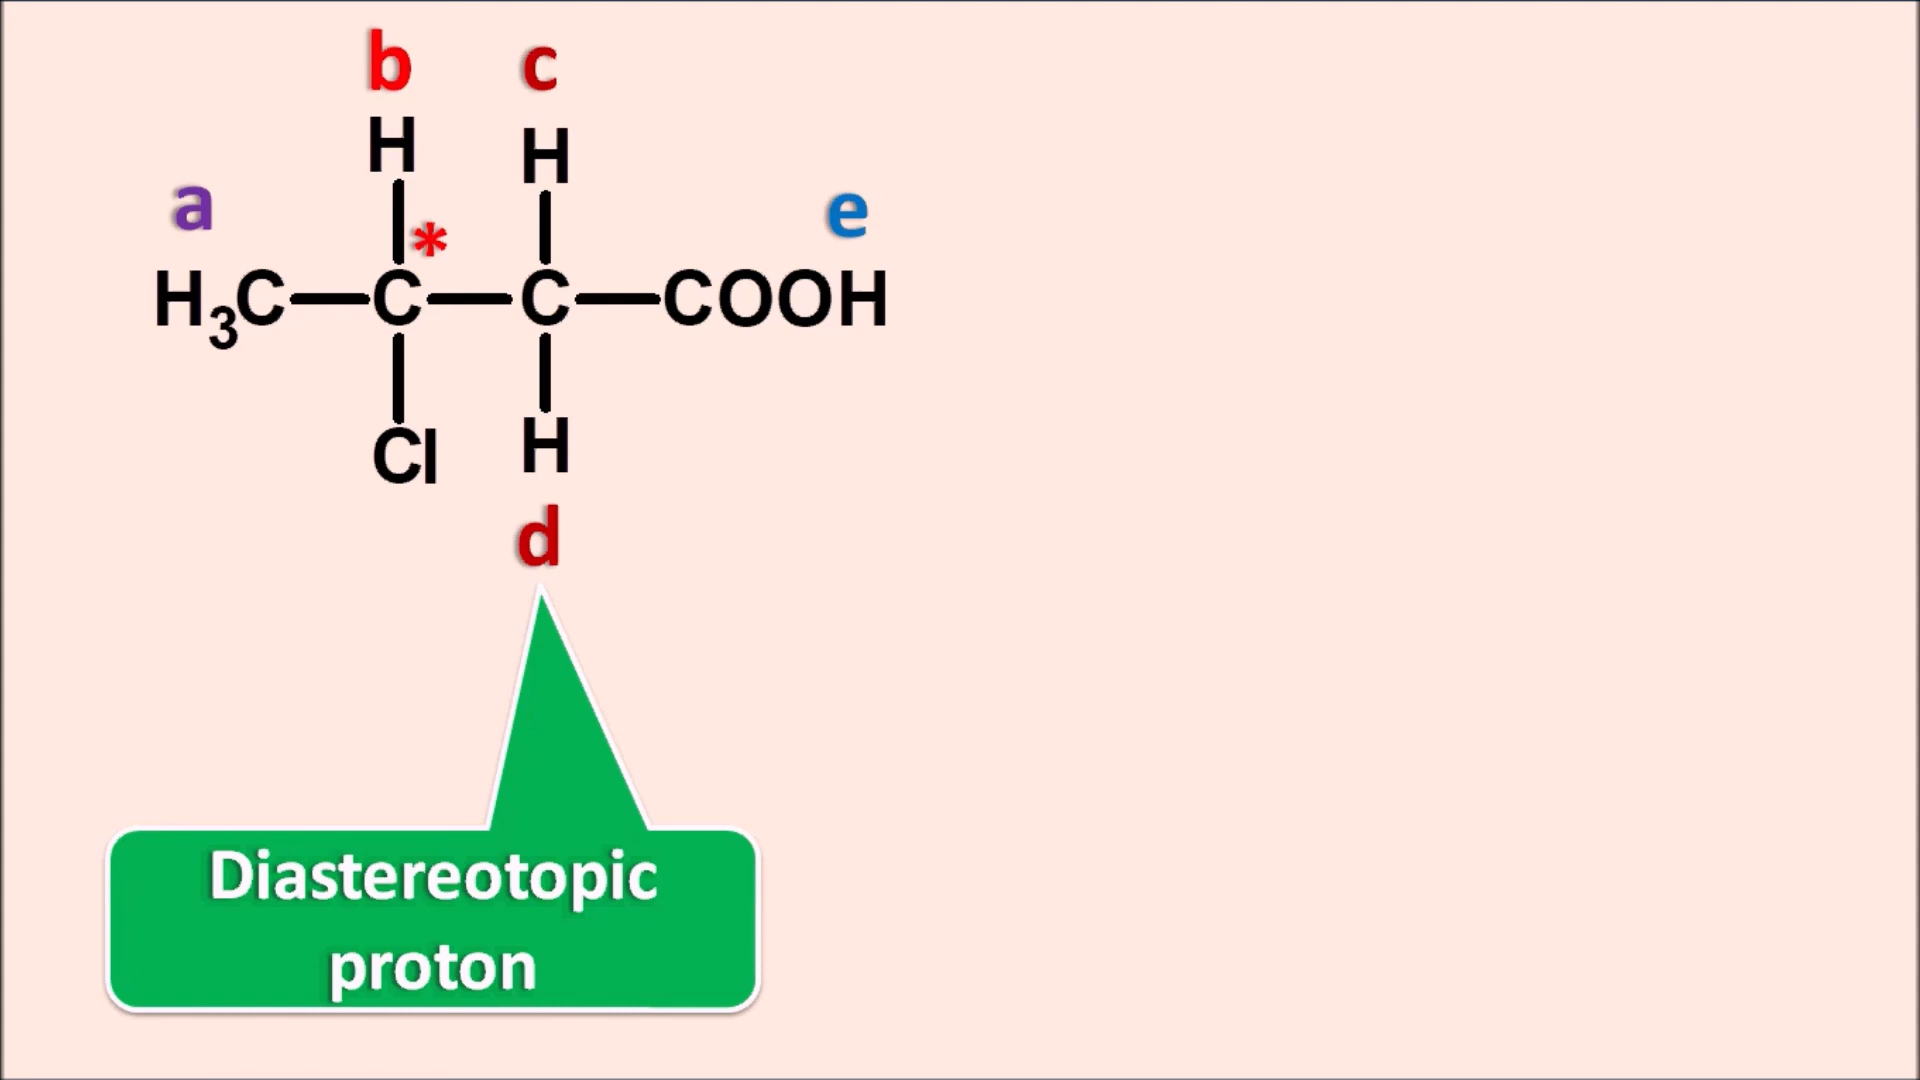 b c
H H
a e
*
H₃C—C—C—COOH
Cl H
d
Diastereotopic
proton